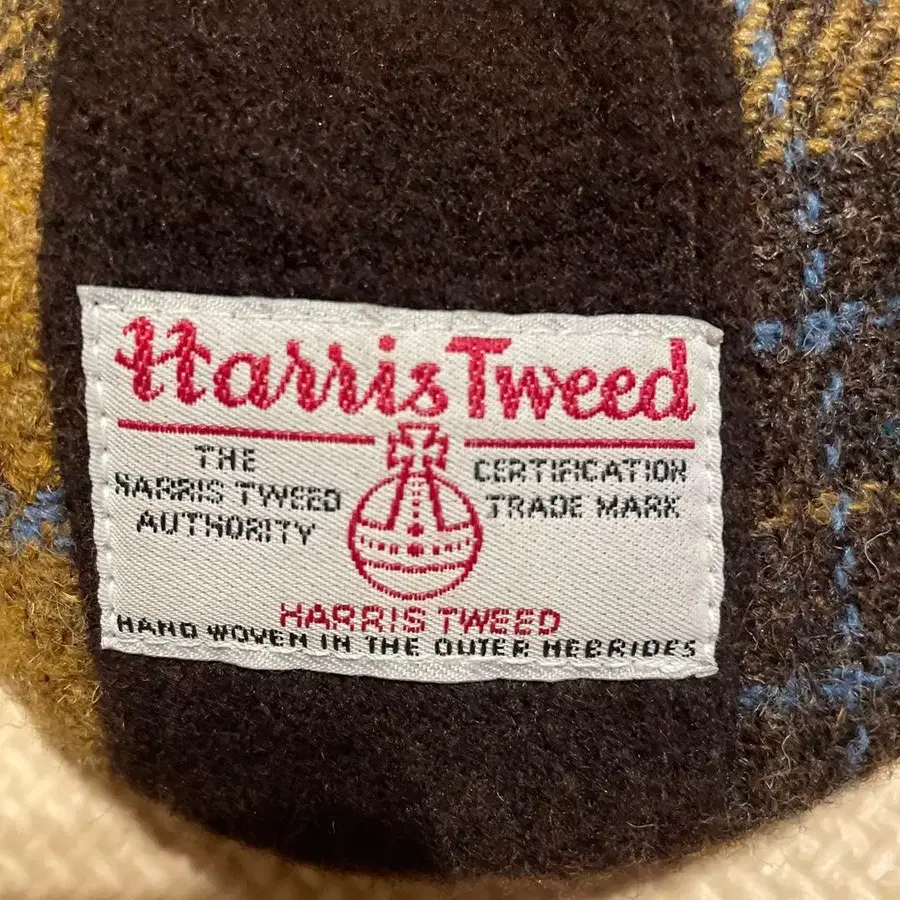 Harris Tweed
THE
HARRIS TWEED
AUTHORITY
CERTIFICATION
TRADE MARK
HARRIS TWEED
HAND WOVEN IN THE OUTER HEBRIDES